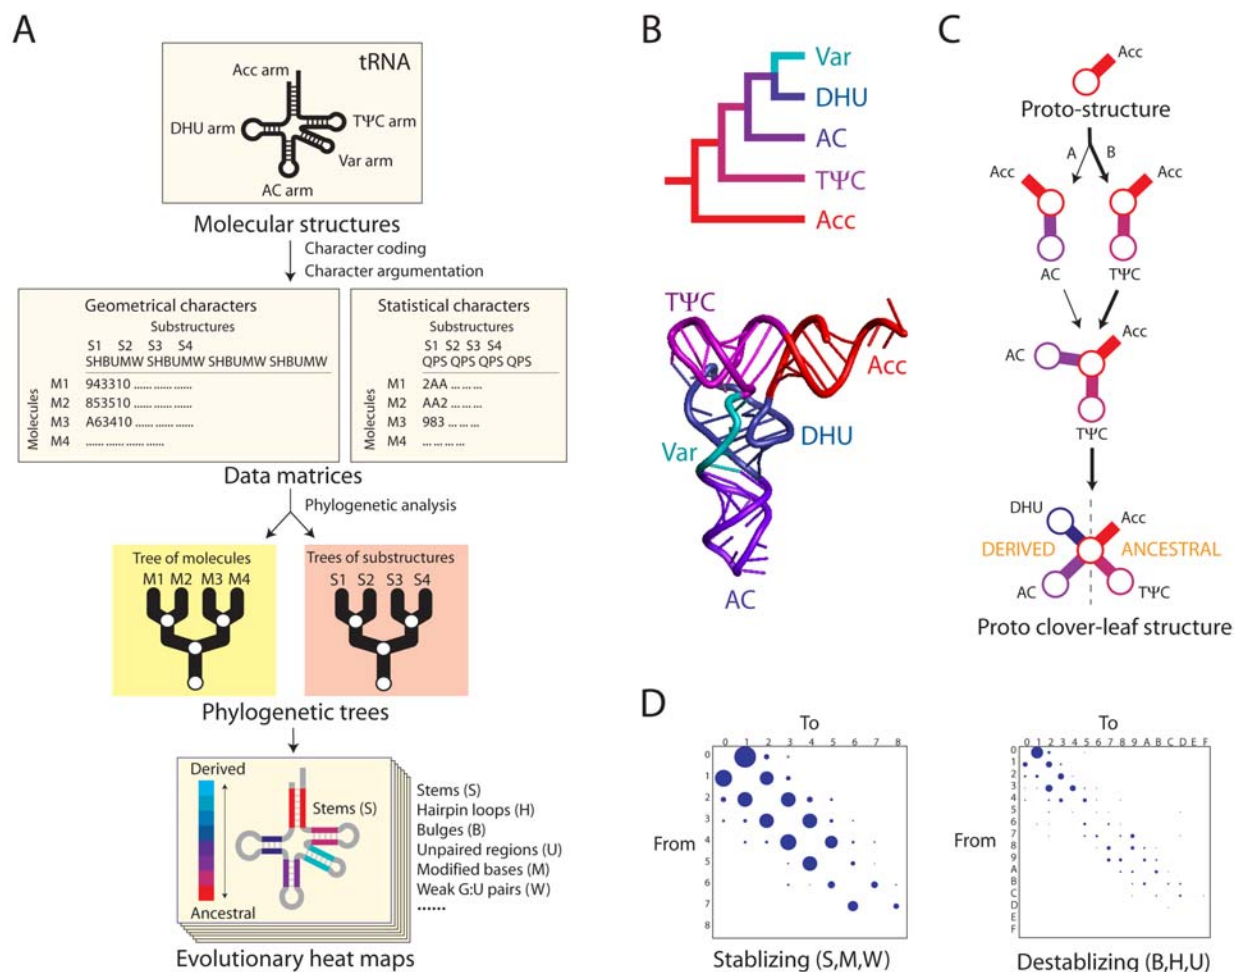 A
tRNA
Acc arm
DHU arm
TΨC arm
Var arm
AC arm
Molecular structures
Character coding
Character argumentation
Geometrical characters
Substructures
S1 S2 S3 S4
SHBUMW SHBUMW SHBUMW SHBUMW
Molecules
M1 943310 ...... ...... ......
M2 853510 ...... ...... ......
M3 A63410 ...... ...... ......
M4 ...... ...... ...... ......
Statistical characters
Substructures
S1 S2 S3 S4
QPS QPS QPS QPS
Molecules
M1 2AA ... ... ...
M2 AA2 ... ... ...
M3 983 ... ... ...
M4 ... ... ... ...
Data matrices
Phylogenetic analysis
Tree of molecules
M1 M2 M3 M4
Trees of substructures
S1 S2 S3 S4
Phylogenetic trees
Derived
Ancestral
Stems (S)
Stems (S)
Hairpin loops (H)
Bulges (B)
Unpaired regions (U)
Modified bases (M)
Weak G:U pairs (W)
......
Evolutionary heat maps
B
Var
DHU
AC
TΨC
Acc
TΨC
Acc
DHU
Var
AC
C
Acc
Proto-structure
A B
Acc
Acc
AC
TΨC
Acc
AC
TΨC
DHU
Acc
DERIVED
ANCESTRAL
AC
TΨC
Proto clover-leaf structure
D
To
0 1 2 3 4 5 6 7 8
From
0
1
2
3
4
5
6
7
8
Stablizing (S,M,W)
To
0 1 2 3 4 5 6 7 8 9 A B C D E F
From
0
1
2
3
4
5
6
7
8
9
A
B
C
D
E
F
Destablizing (B,H,U)